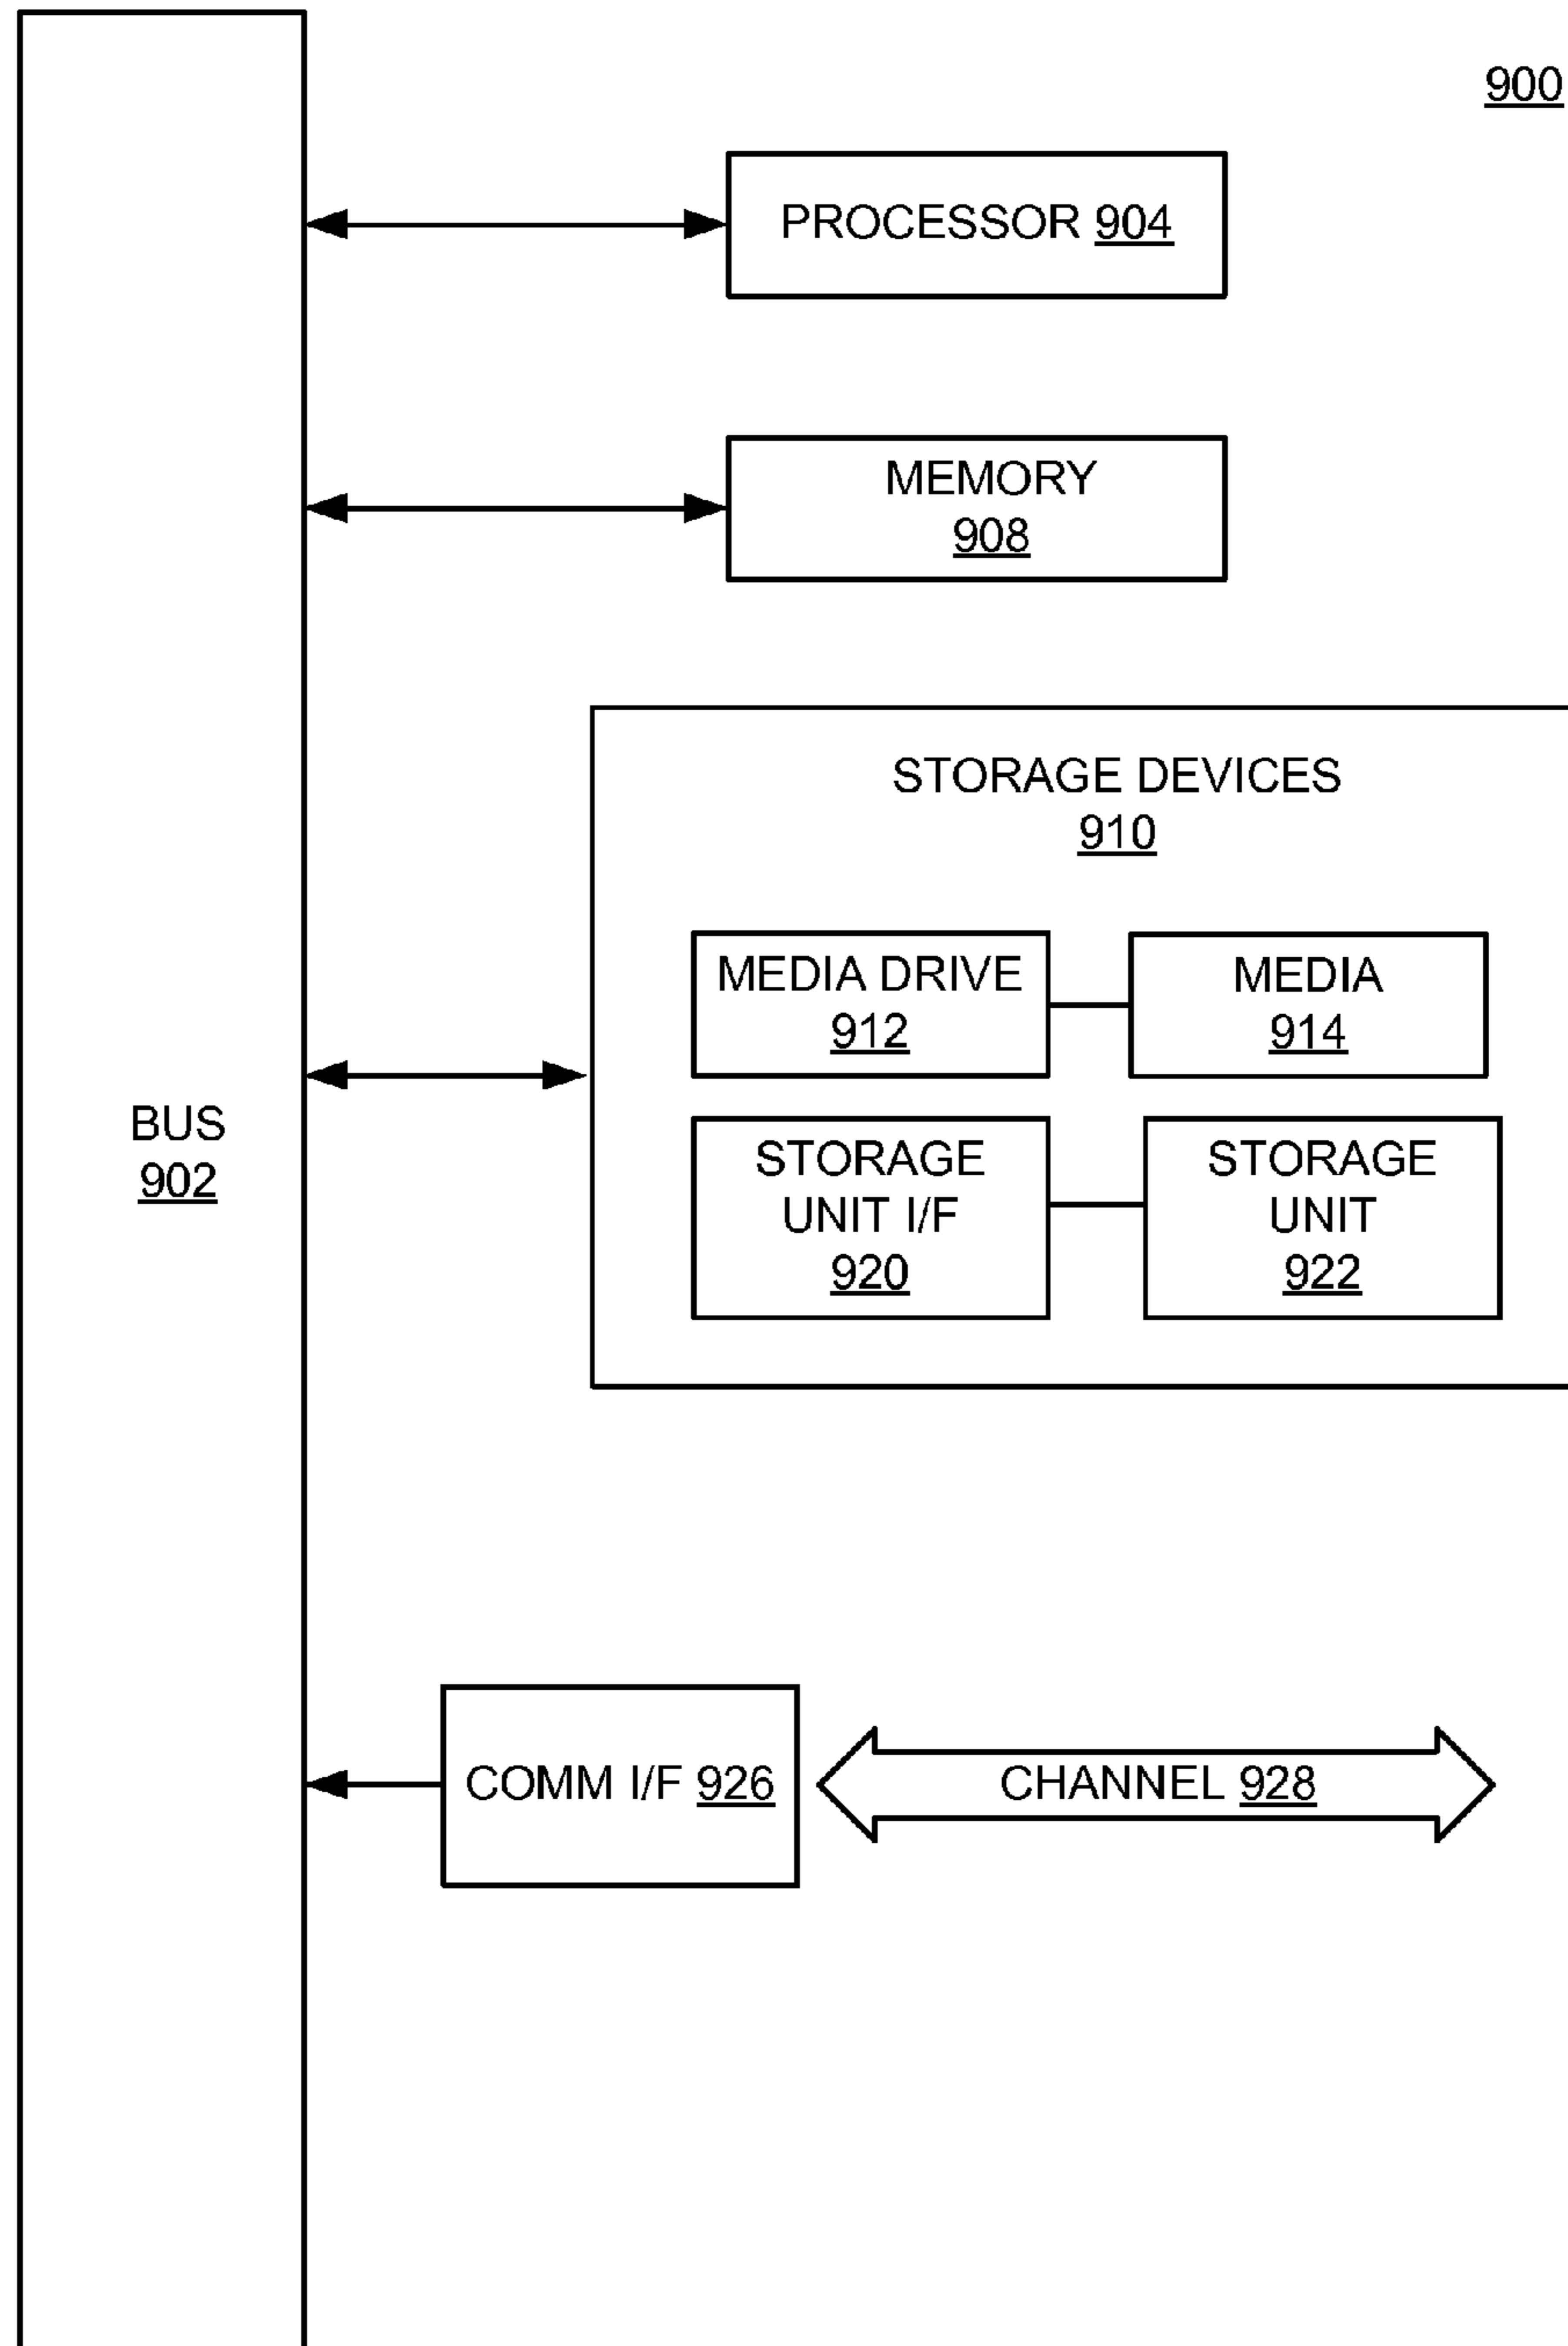 900
PROCESSOR 904
MEMORY
908
STORAGE DEVICES
910
MEDIA DRIVE
912
MEDIA
914
BUS
902
STORAGE
UNIT I/F
920
STORAGE
UNIT
922
COMM I/F 926
CHANNEL 928